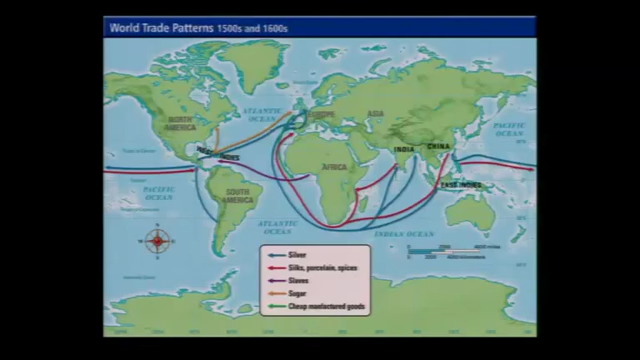 World Trade Patterns 1500s and 1600s
NORTH
AMERICA
ATLANTIC
OCEAN
EUROPE
ASIA
PACIFIC
OCEAN
WEST INDIES
INDIA
CHINA
AFRICA
PACIFIC
OCEAN
SOUTH
AMERICA
EAST INDIES
ATLANTIC
OCEAN
INDIAN OCEAN
Silver
Silks, porcelain, spices
Slaves
Sugar
Cheap manfactured goods